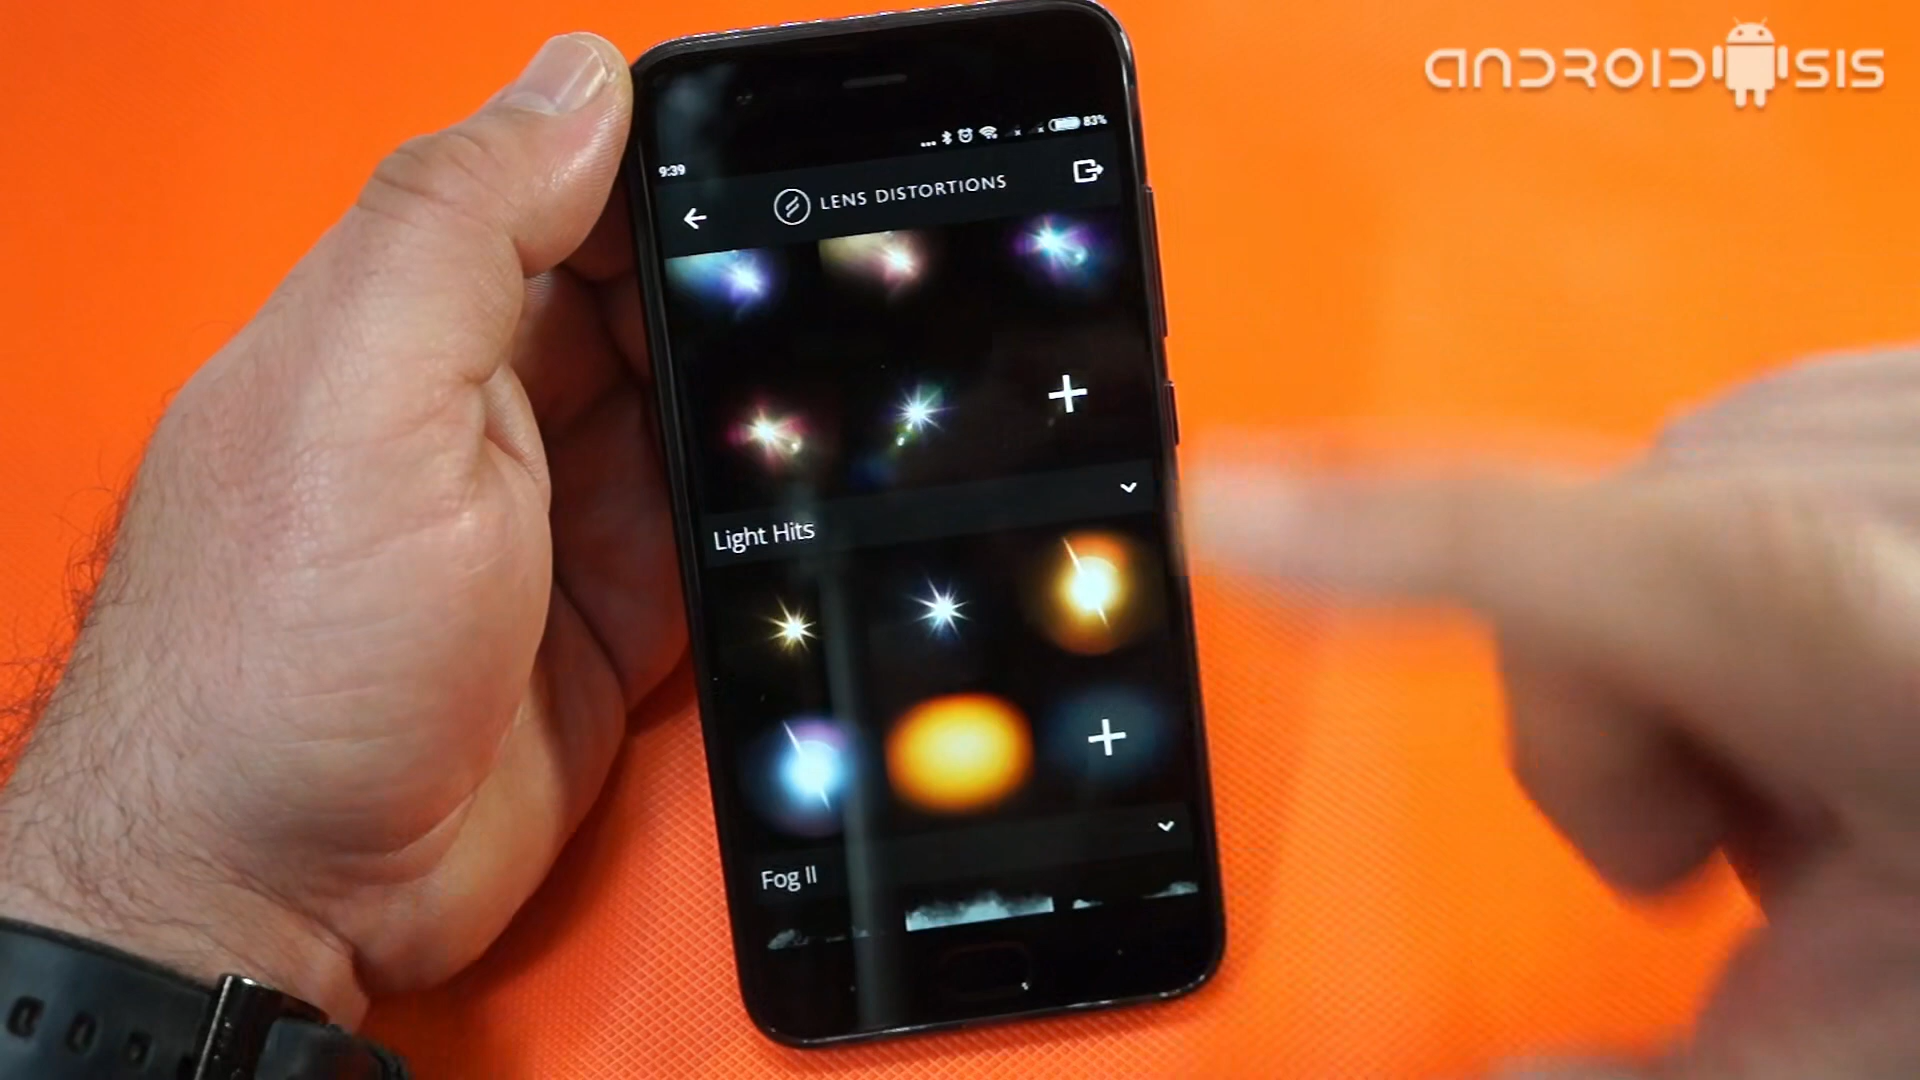 ANDROIDSIS
83%
9:39
LENS DISTORTIONS
Light Hits
Fog II